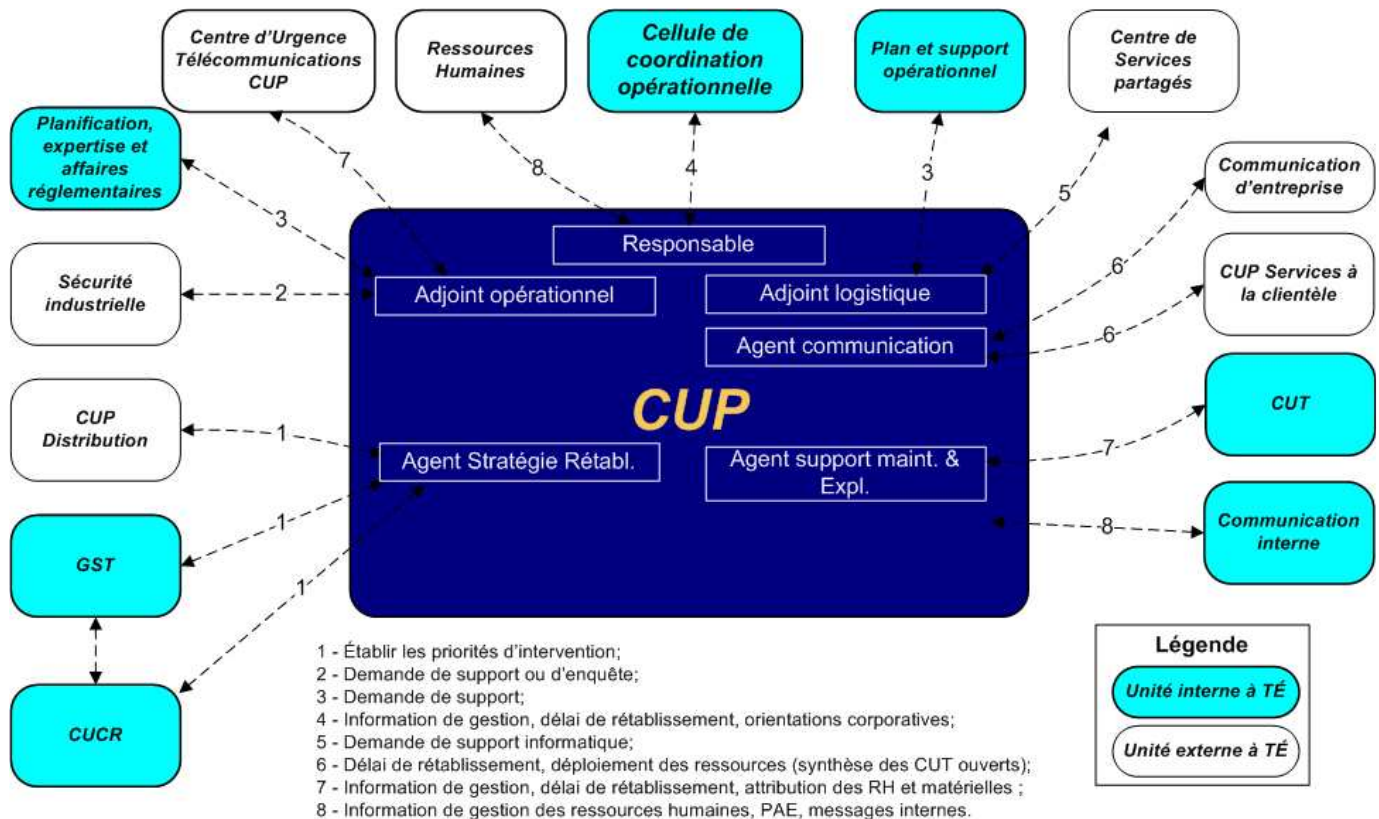 Centre d'Urgence
Télécommunications
CUP
Ressources
Humaines
Cellule de
coordination
opérationnelle
Plan et support
opérationnel
Centre de
Services
partagés
Planification,
expertise et
affaires
réglementaires
Communication
d'entreprise
7
8
4
3
5
3
Responsable
Sécurité
industrielle
2
Adjoint opérationnel
Adjoint logistique
6
CUP Services à
la clientèle
Agent communication
6
CUP
Distribution
1
CUP
CUT
Agent Stratégie Rétabl.
Agent support maint. &
Expl.
7
GST
1
8
Communication
interne
1
CUCR
1 - Établir les priorités d'intervention;
2 - Demande de support ou d'enquête;
3 - Demande de support;
4 - Information de gestion, délai de rétablissement, orientations corporatives;
5 - Demande de support informatique;
6 - Délai de rétablissement, déploiement des ressources (synthèse des CUT ouverts);
7 - Information de gestion, délai de rétablissement, attribution des RH et matérielles ;
8 - Information de gestion des ressources humaines, PAE, messages internes.
Légende
Unité interne à TÉ
Unité externe à TÉ